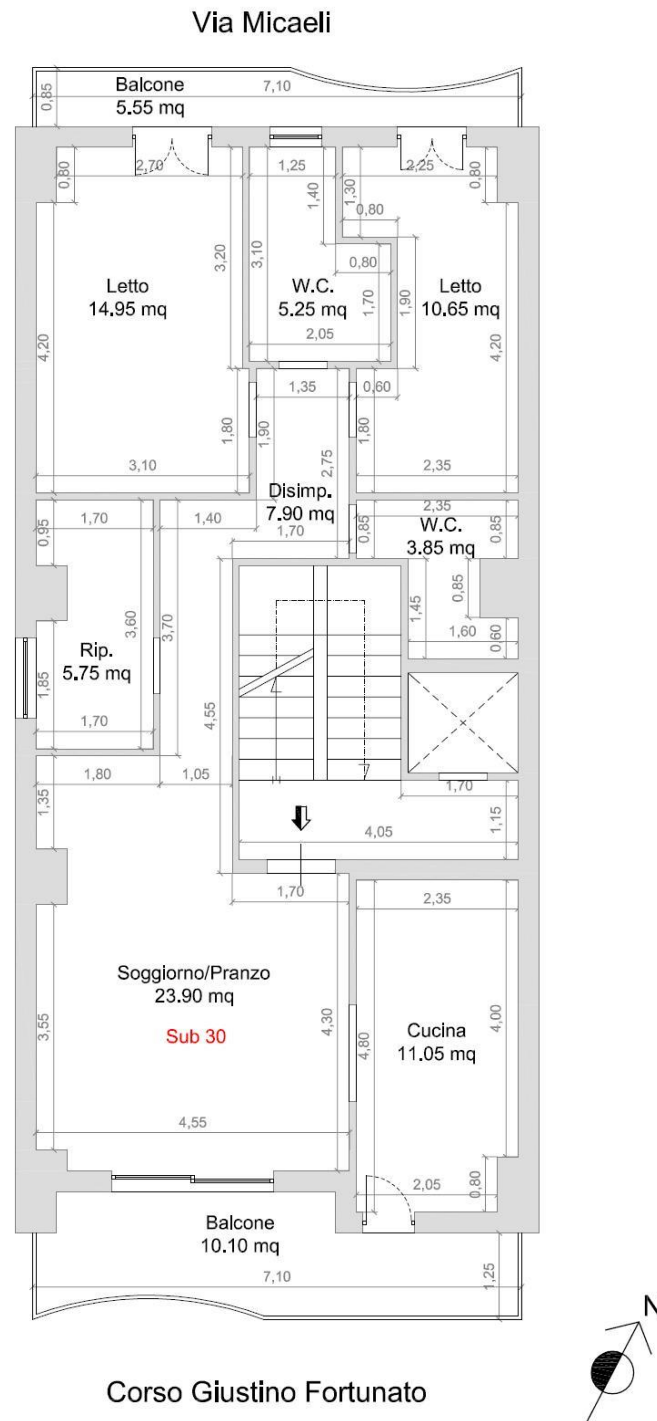 Via Micaeli
Balcone
5.55 mq
7,10
0,85
2,70
1,25
2,25
0,80
0,80
1,40
1,30
0,80
3,20
3,10
0,80
Letto
14.95 mq
W.C.
5.25 mq
Letto
10.65 mq
1,70
1,90
2,05
4,20
4,20
1,35
0,60
1,80
1,90
1,80
3,10
2,75
2,35
Disimp.
7.90 mq
1,70
1,40
1,70
2,35
0,95
0,85
0,85
W.C.
3.85 mq
1,45
0,85
3,60
3,70
1,60
0,60
Rip.
5.75 mq
1,85
1,70
4,55
1,80
1,05
1,70
1,35
1,15
4,05
1,70
2,35
Soggiorno/Pranzo
23.90 mq
Sub 30
3,55
4,30
4,80
4,00
Cucina
11.05 mq
4,55
2,05
0,80
Balcone
10.10 mq
7,10
1,25
N
Corso Giustino Fortunato